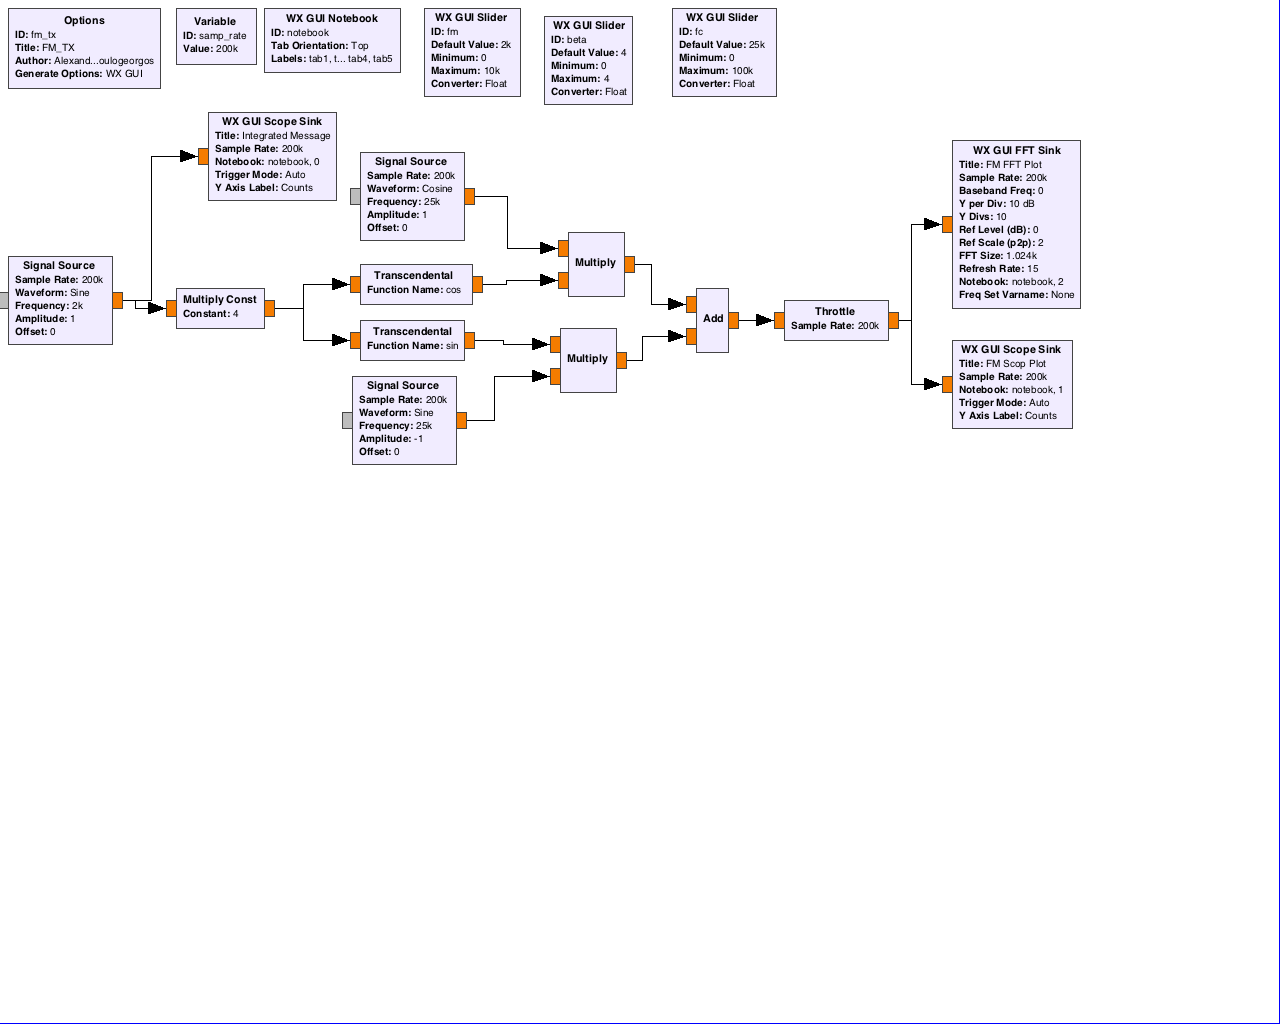 Options
ID: fm_tx
Title: FM_TX
Author: Alexand...oulogeorgos
Generate Options: WX GUI
Variable
ID: samp_rate
Value: 200k
WX GUI Notebook
ID: notebook
Tab Orientation: Top
Labels: tab1, t... tab4, tab5
WX GUI Slider
ID: fm
Default Value: 2k
Minimum: 0
Maximum: 10k
Converter: Float
WX GUI Slider
ID: beta
Default Value: 4
Minimum: 0
Maximum: 4
Converter: Float
WX GUI Slider
ID: fc
Default Value: 25k
Minimum: 0
Maximum: 100k
Converter: Float
WX GUI Scope Sink
Title: Integrated Message
Sample Rate: 200k
Notebook: notebook, 0
Trigger Mode: Auto
Y Axis Label: Counts
Signal Source
Sample Rate: 200k
Waveform: Cosine
Frequency: 25k
Amplitude: 1
Offset: 0
Signal Source
Sample Rate: 200k
Waveform: Sine
Frequency: 2k
Amplitude: 1
Offset: 0
Multiply Const
Constant: 4
Transcendental
Function Name: cos
Transcendental
Function Name: sin
Signal Source
Sample Rate: 200k
Waveform: Sine
Frequency: 25k
Amplitude: -1
Offset: 0
Multiply
Multiply
Add
Throttle
Sample Rate: 200k
WX GUI FFT Sink
Title: FM FFT Plot
Sample Rate: 200k
Baseband Freq: 0
Y per Div: 10 dB
Y Divs: 10
Ref Level (dB): 0
Ref Scale (p2p): 2
FFT Size: 1.024k
Refresh Rate: 15
Notebook: notebook, 2
Freq Set Varname: None
WX GUI Scope Sink
Title: FM Scop Plot
Sample Rate: 200k
Notebook: notebook, 1
Trigger Mode: Auto
Y Axis Label: Counts